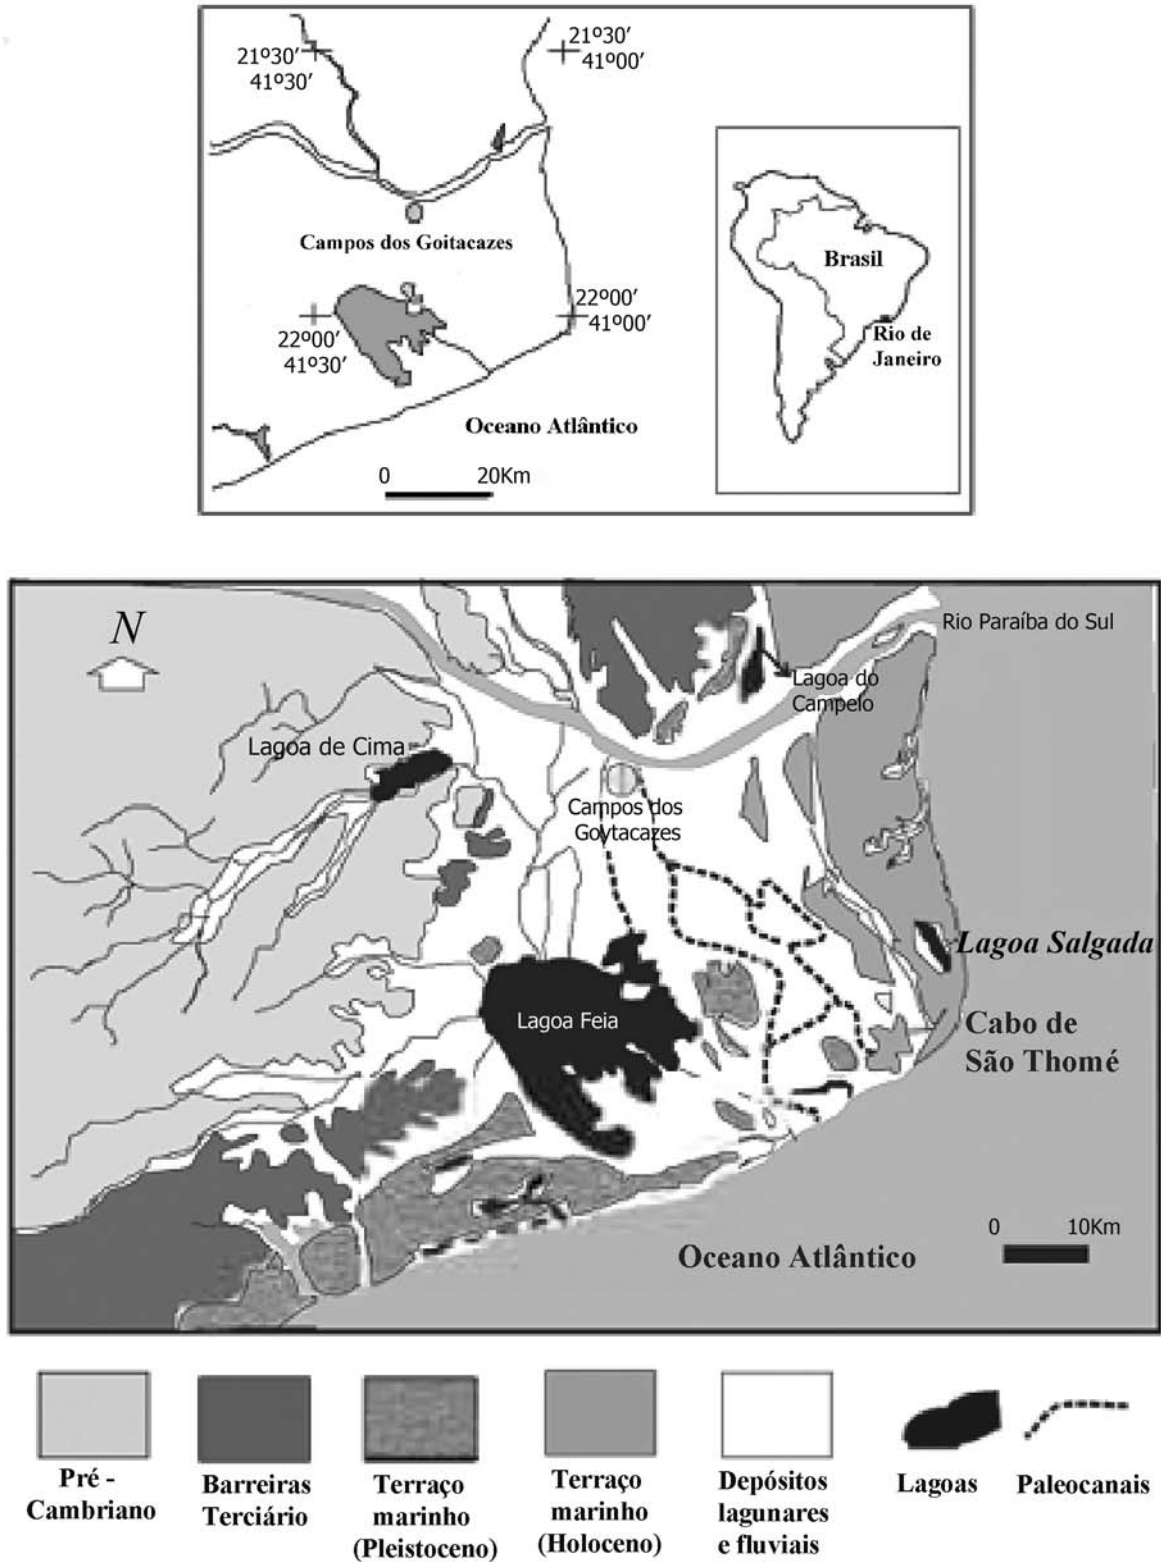 21º30′
41º30′
21º30′
41º00′
Campos dos Goitacazes
22º00′
41º30′
22º00′
41º00′
Oceano Atlântico
0 20Km
Brasil
Rio de
Janeiro
N
Rio Paraíba do Sul
Lagoa do
Campelo
Lagoa de Cima
Campos dos
Goytacazes
Lagoa Salgada
Lagoa Feia
Cabo de
São Thomé
Oceano Atlântico
0 10Km
Pré -
Cambriano
Barreiras
Terciário
Terraço
marinho
(Pleistoceno)
Terraço
marinho
(Holoceno)
Depósitos
lagunares
e fluviais
Lagoas
Paleocanais